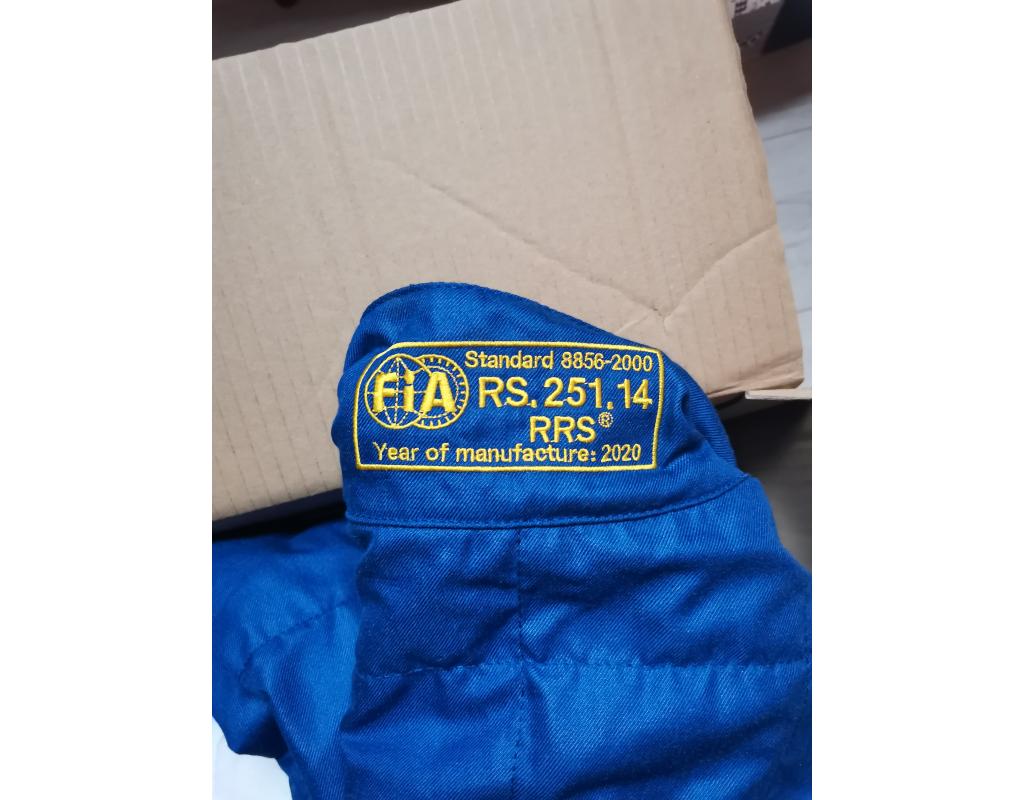 FiA
Standard 8856-2000
RS.251.14
RRS®
Year of manufacture: 2020